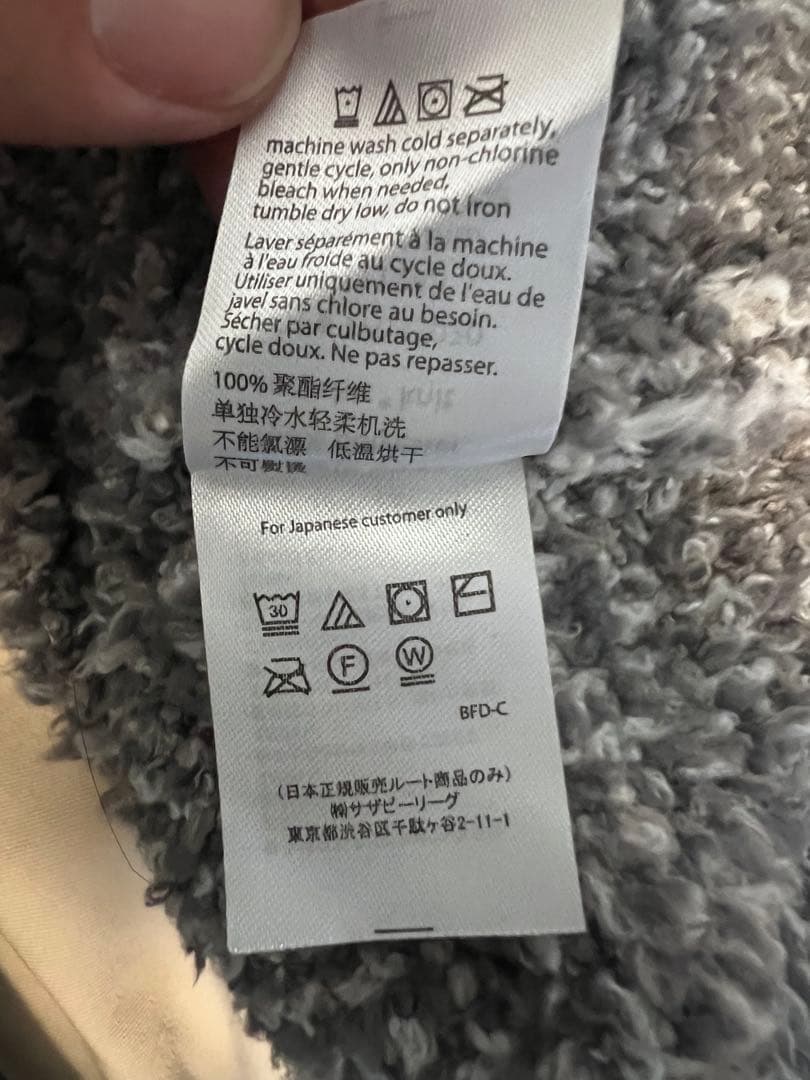 machine wash cold separately,
gentle cycle, only non-chlorine
bleach when needed,
tumble dry low, do not iron
Laver séparément à la machine
à l'eau froide au cycle doux.
Utiliser uniquement de l'eau de
javel sans chlore au besoin.
Sécher par culbutage,
cycle doux. Ne pas repasser.
100% 聚酯纤维
单独冷水轻柔机洗
不能氯漂 低温烘干
不可熨烫
For Japanese customer only
30
F W
BFD-C
(日本正規販売ルート商品のみ)
㈱サザビーリーグ
東京都渋谷区千駄ヶ谷2-11-1